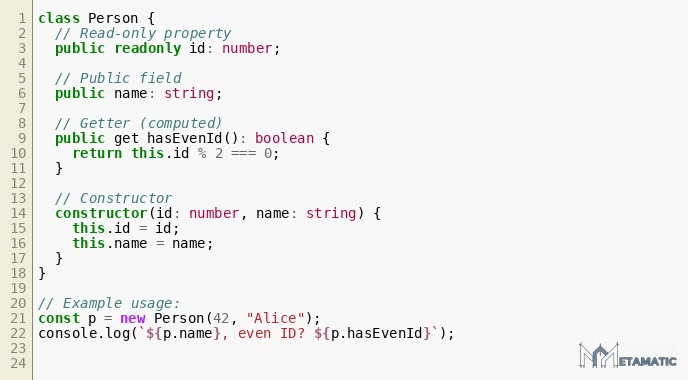 1 class Person {
2   // Read-only property
3   public readonly id: number;
4
5   // Public field
6   public name: string;
7
8   // Getter (computed)
9   public get hasEvenId(): boolean {
10     return this.id % 2 === 0;
11   }
12
13   // Constructor
14   constructor(id: number, name: string) {
15     this.id = id;
16     this.name = name;
17   }
18 }
19
20 // Example usage:
21 const p = new Person(42, "Alice");
22 console.log(`${p.name}, even ID? ${p.hasEvenId}`);
23
24
METAMATIC